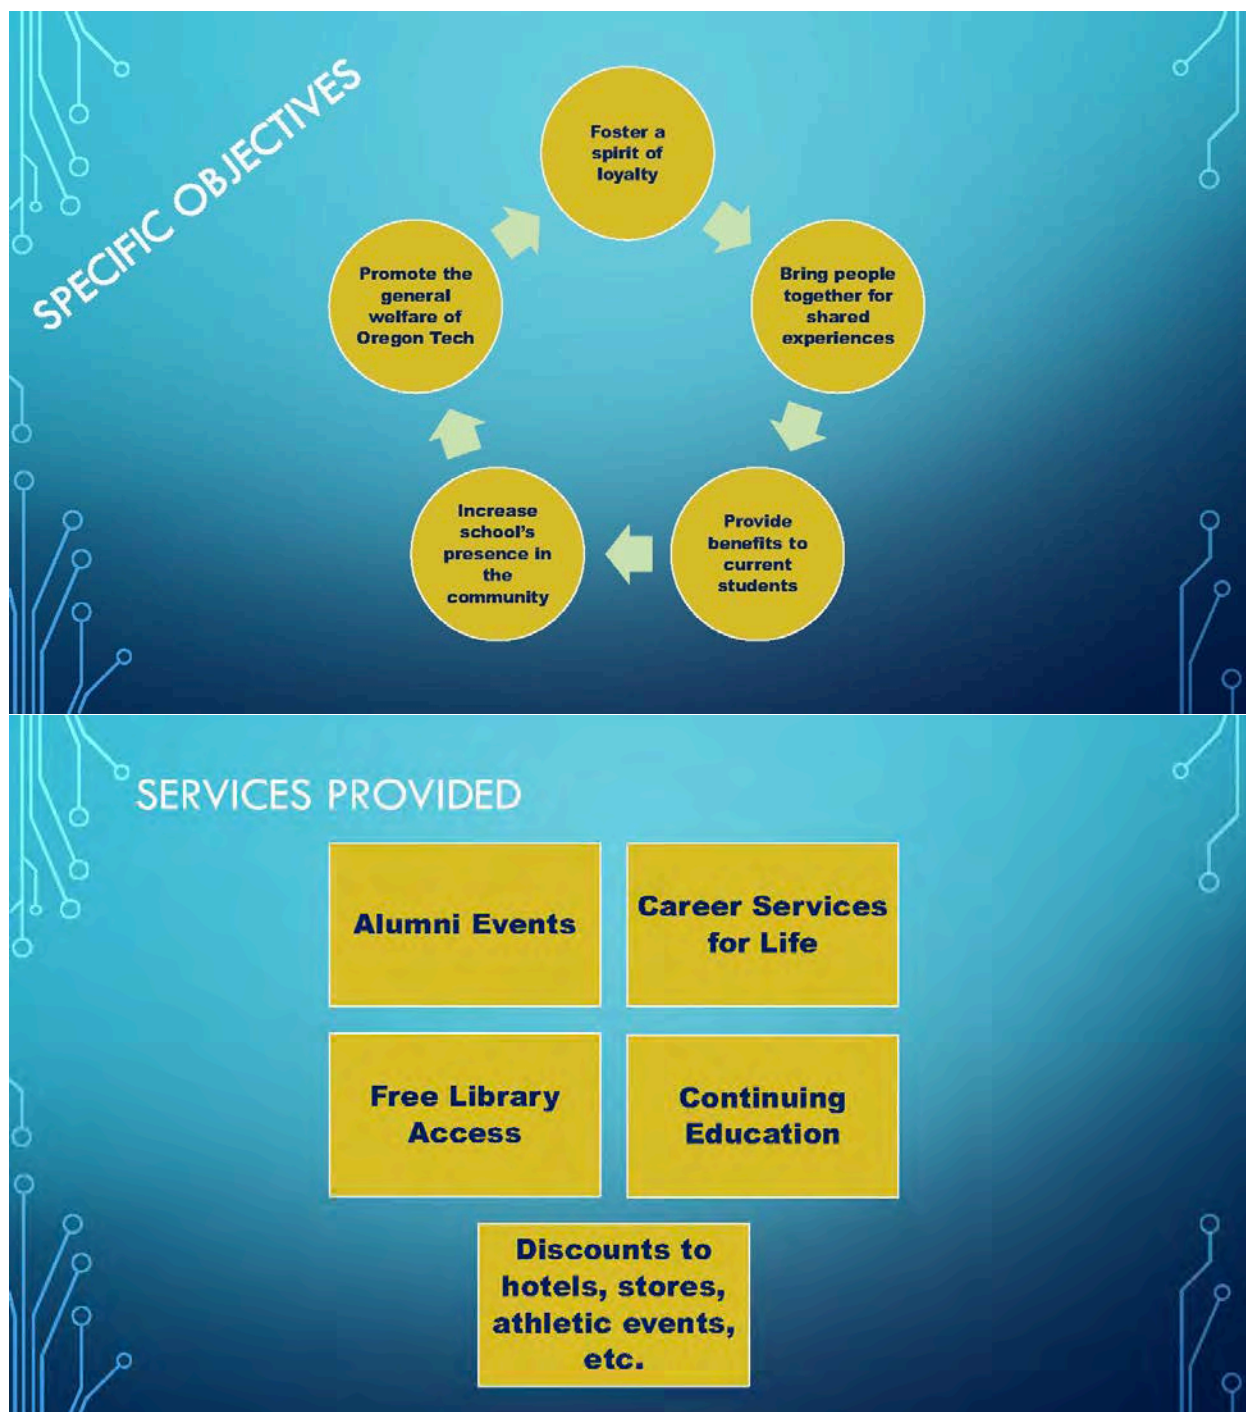 SPECIFIC OBJECTIVES
Foster a
spirit of
loyalty
Bring people
together for
shared
experiences
Provide
benefits to
current
students
Increase
school's
presence in
the
community
Promote the
general
welfare of
Oregon Tech
SERVICES PROVIDED
Alumni Events
Career Services
for Life
Free Library
Access
Continuing
Education
Discounts to
hotels, stores,
athletic events,
etc.